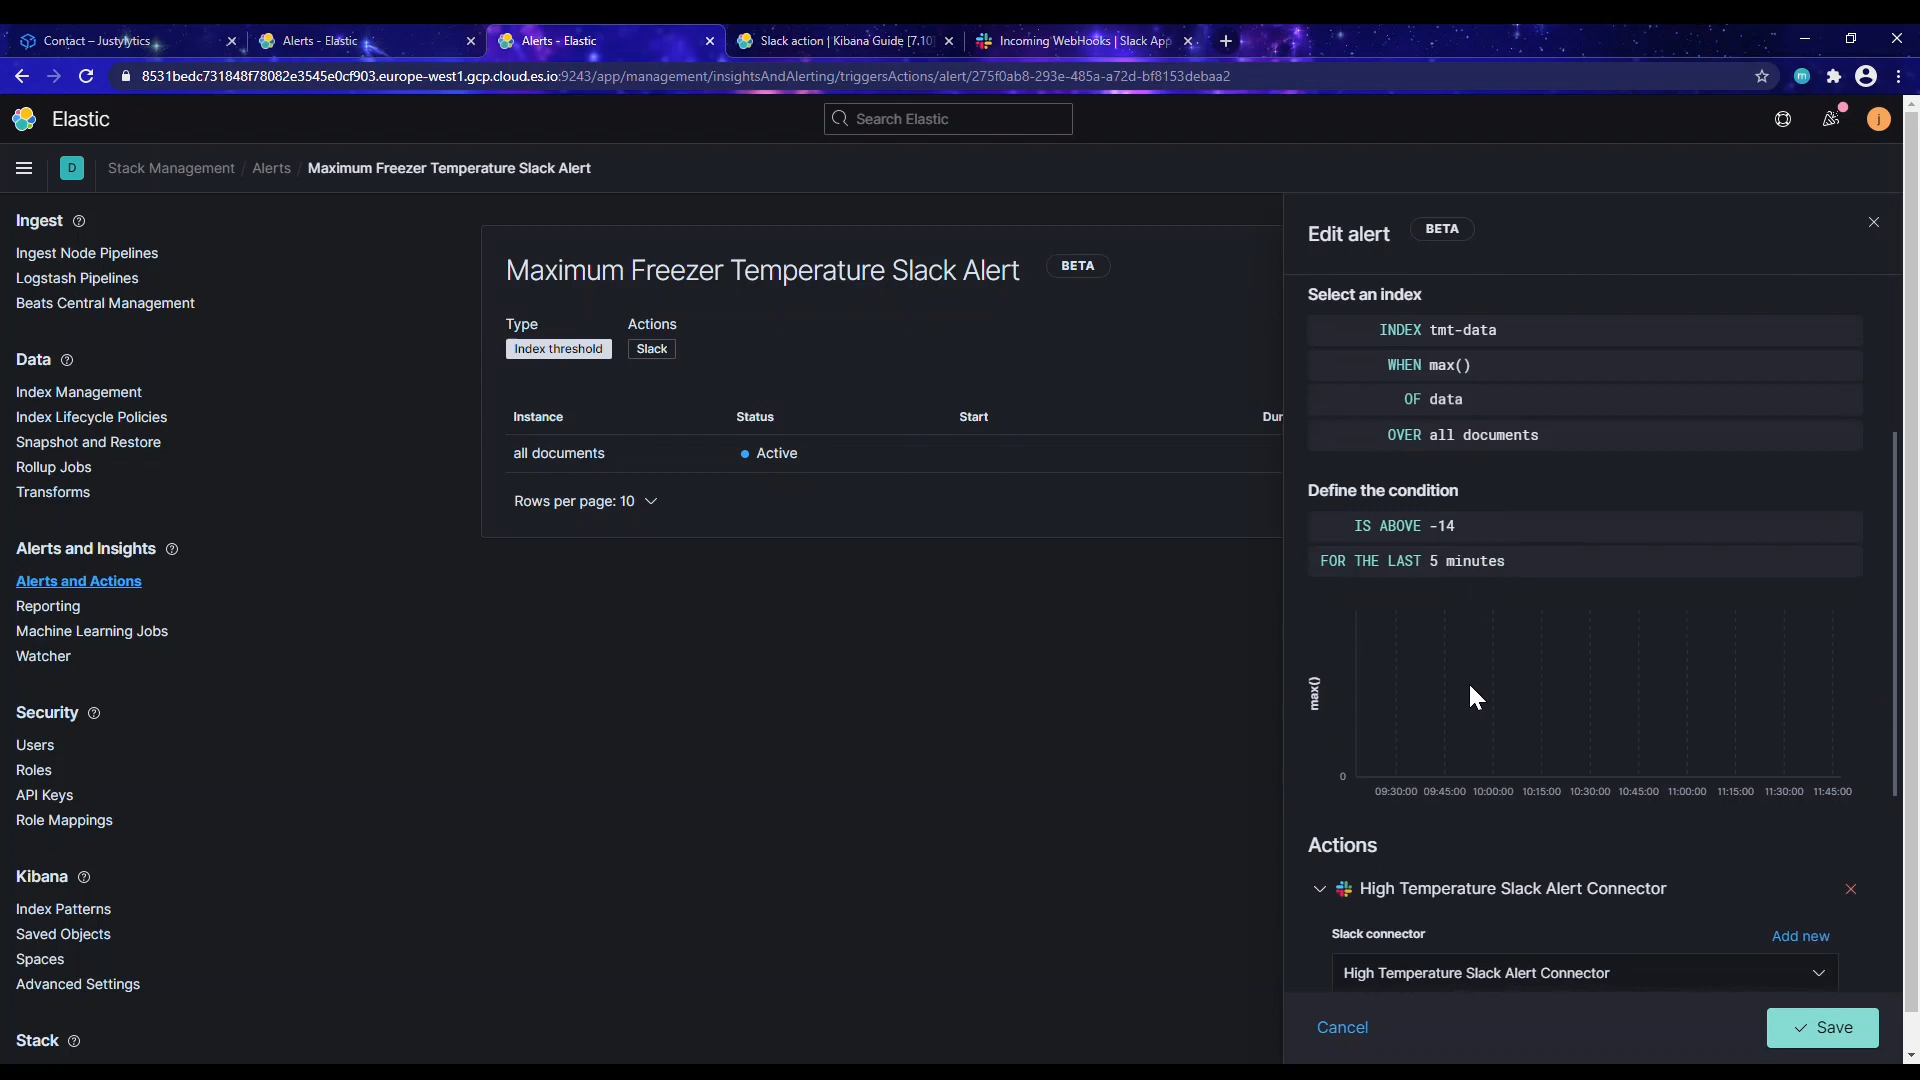 Contact – Justylytics
Alerts - Elastic
Alerts - Elastic
Slack action | Kibana Guide [7.10]
Incoming WebHooks | Slack App
8531bedc731848f78082e3545e0cf903.europe-west1.gcp.cloud.es.io:9243/app/management/insightsAndAlerting/triggersActions/alert/275f0ab8-293e-485a-a72d-bf8153debaa2
m
Elastic
Search Elastic
j
D
Stack Management / Alerts / Maximum Freezer Temperature Slack Alert
Ingest
Ingest Node Pipelines
Logstash Pipelines
Beats Central Management
Data
Index Management
Index Lifecycle Policies
Snapshot and Restore
Rollup Jobs
Transforms
Alerts and Insights
Alerts and Actions
Reporting
Machine Learning Jobs
Watcher
Security
Users
Roles
API Keys
Role Mappings
Kibana
Index Patterns
Saved Objects
Spaces
Advanced Settings
Stack
Maximum Freezer Temperature Slack Alert BETA
Type Actions
Index threshold Slack
Instance Status Start Dur
all documents Active
Rows per page: 10
Edit alert BETA
Select an index
INDEX tmt-data
WHEN max()
OF data
OVER all documents
Define the condition
IS ABOVE -14
FOR THE LAST 5 minutes
max()
0
09:30:00 09:45:00 10:00:00 10:15:00 10:30:00 10:45:00 11:00:00 11:15:00 11:30:00 11:45:00
Actions
High Temperature Slack Alert Connector
Slack connector Add new
High Temperature Slack Alert Connector
Cancel Save